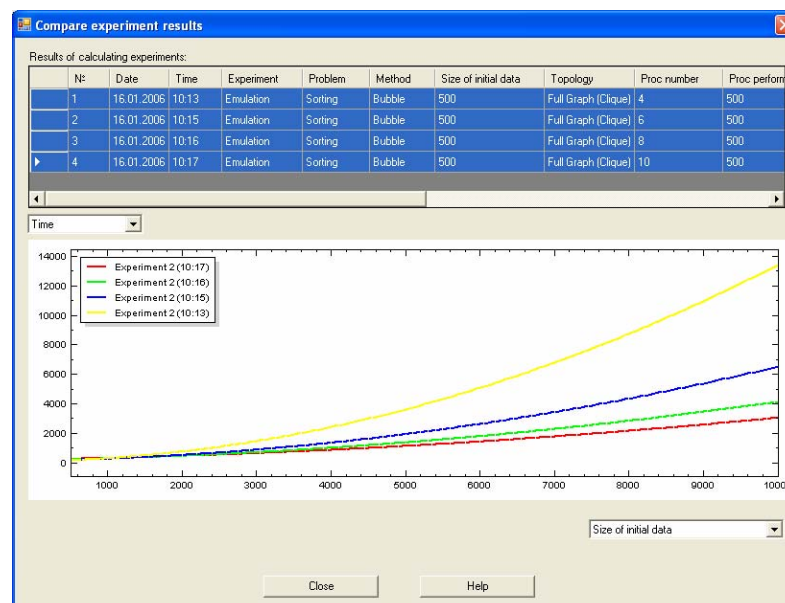 Compare experiment results
Results of calculating experiments:
№ Date Time Experiment Problem Method Size of initial data Topology Proc number Proc perform
1 16.01.2006 10:13 Emulation Sorting Bubble 500 Full Graph (Clique) 4 500
2 16.01.2006 10:15 Emulation Sorting Bubble 500 Full Graph (Clique) 6 500
3 16.01.2006 10:16 Emulation Sorting Bubble 500 Full Graph (Clique) 8 500
4 16.01.2006 10:17 Emulation Sorting Bubble 500 Full Graph (Clique) 10 500
Time
14000
12000
10000
8000
6000
4000
2000
0
Experiment 2 (10:17)
Experiment 2 (10:16)
Experiment 2 (10:15)
Experiment 2 (10:13)
1000 2000 3000 4000 5000 6000 7000 8000 9000 1000
Size of initial data
Close Help